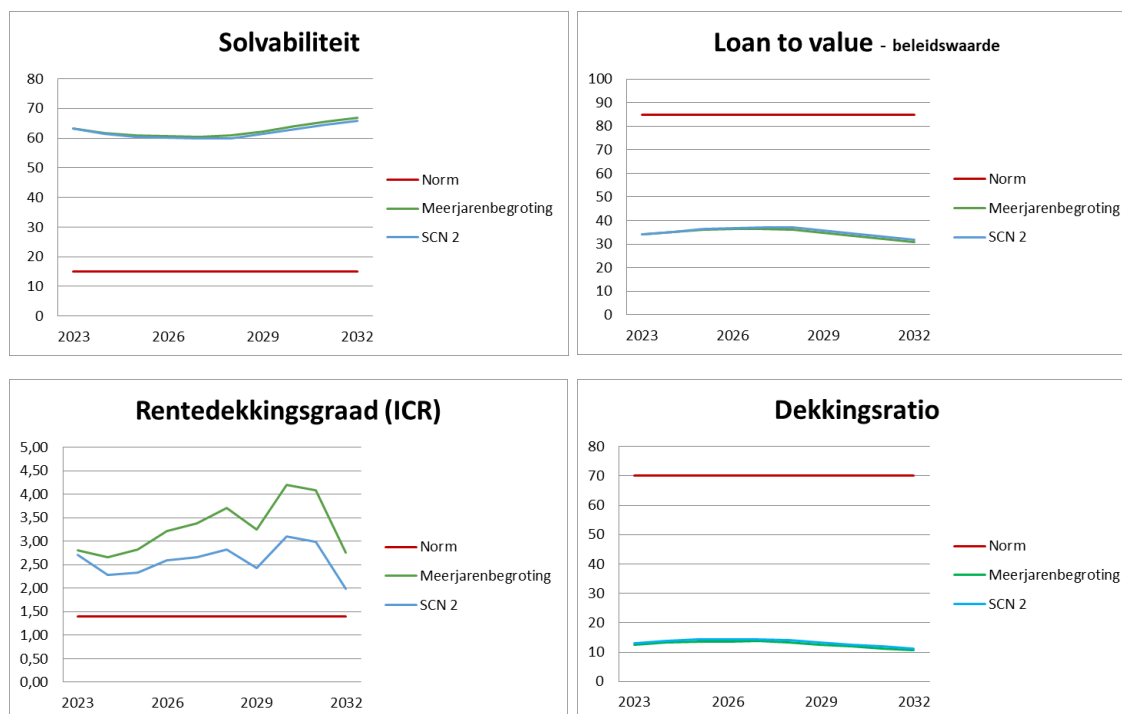 Solvabiliteit
80
70
60
50
40
30
20
10
0
2023 2026 2029 2032
Norm
Meerjarenbegroting
SCN 2
Loan to value - beleidswaarde
100
90
80
70
60
50
40
30
20
10
0
2023 2026 2029 2032
Norm
Meerjarenbegroting
SCN 2
Rentedekkingsgraad (ICR)
5,00
4,50
4,00
3,50
3,00
2,50
2,00
1,50
1,00
0,50
0,00
2023 2026 2029 2032
Norm
Meerjarenbegroting
SCN 2
Dekkingsratio
80
70
60
50
40
30
20
10
0
2023 2026 2029 2032
Norm
Meerjarenbegroting
SCN 2